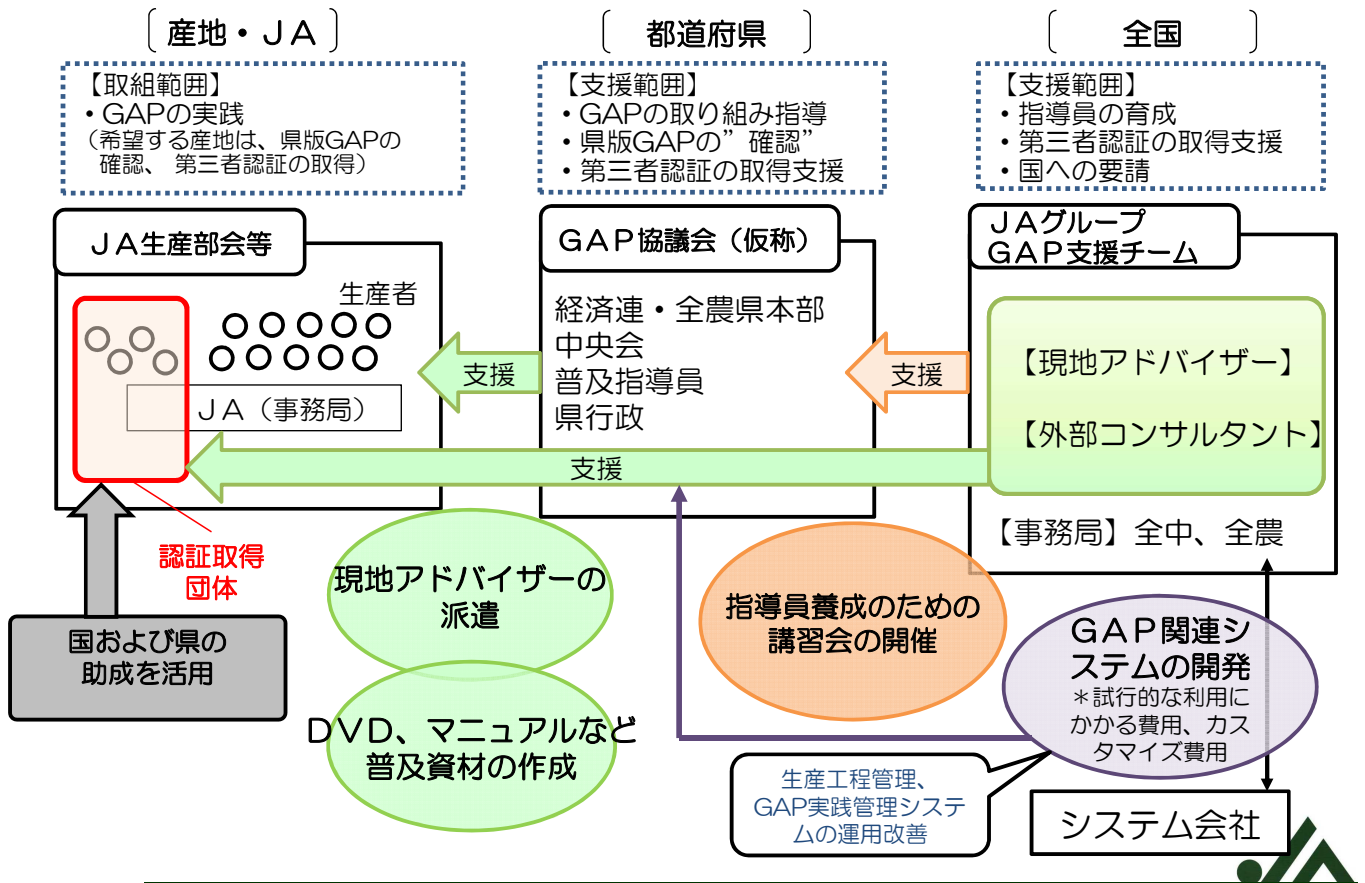 ［産地・ＪＡ］
［都道府県］
［全国］
【取組範囲】
・GAPの実践
（希望する産地は、県版GAPの
確認、 第三者認証の取得）
【支援範囲】
・GAPの取り組み指導
・県版GAPの”確認”
・第三者認証の取得支援
【支援範囲】
・指導員の育成
・第三者認証の取得支援
・国への要請
ＪＡ生産部会等
生産者
ＪＡ（事務局）
ＧＡＰ協議会（仮称）
経済連・全農県本部
中央会
普及指導員
県行政
ＪＡグループ
ＧＡＰ支援チーム
【現地アドバイザー】
【外部コンサルタント】
【事務局】全中、全農
支援
支援
支援
認証取得
団体
国および県の
助成を活用
現地アドバイザーの
派遣
ＤＶＤ、マニュアルなど
普及資材の作成
指導員養成のための
講習会の開催
ＧＡＰ関連シ
ステムの開発
＊試行的な利用に
かかる費用、カス
タマイズ費用
生産工程管理、
GAP実践管理システ
ムの運用改善
システム会社